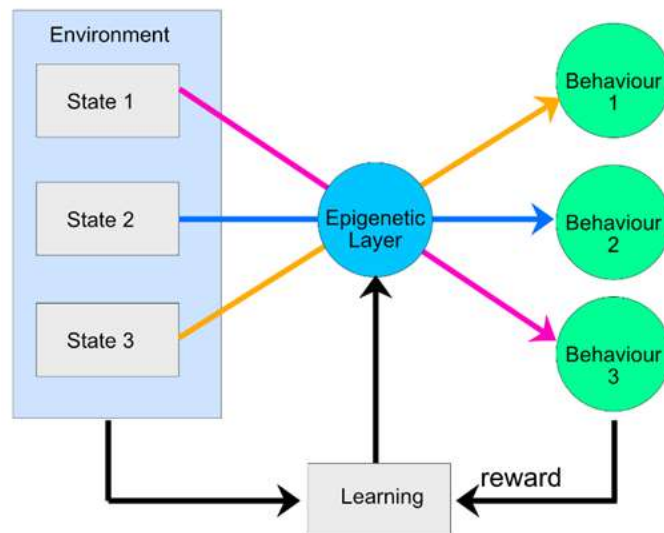 Environment
State 1
State 2
State 3
Epigenetic
Layer
Behaviour
1
Behaviour
2
Behaviour
3
Learning
reward